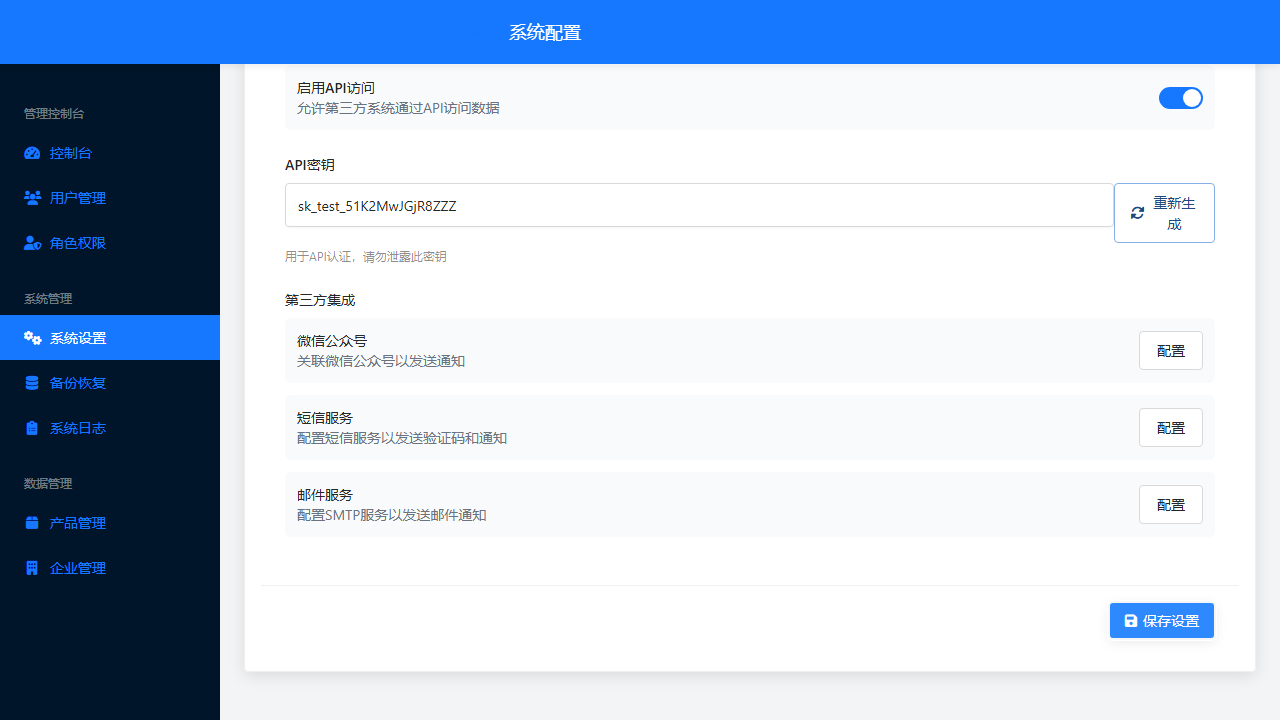 系统配置
管理控制台
控制台
用户管理
角色权限
系统管理
系统设置
备份恢复
系统日志
数据管理
产品管理
企业管理
启用API访问
允许第三方系统通过API访问数据
API密钥
sk_test_51K2MwJGjR8ZZZ
重新生
成
用于API认证，请勿泄露此密钥
第三方集成
微信公众号
关联微信公众号以发送通知
配置
短信服务
配置短信服务以发送验证码和通知
配置
邮件服务
配置SMTP服务以发送邮件通知
配置
保存设置